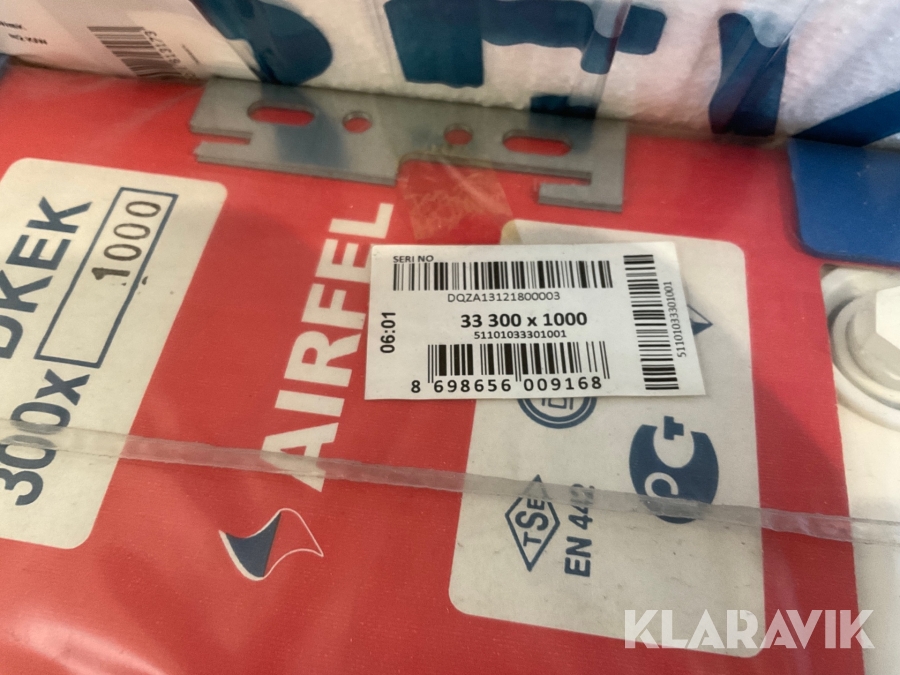 DKEK
300x 1000
AIRFEL
SERI NO
DQZA13121800003
06:01
33 300 x 1000
51101033301001
8 698656 009168
51101033301001
TSE
EN 442
KLARAVIK